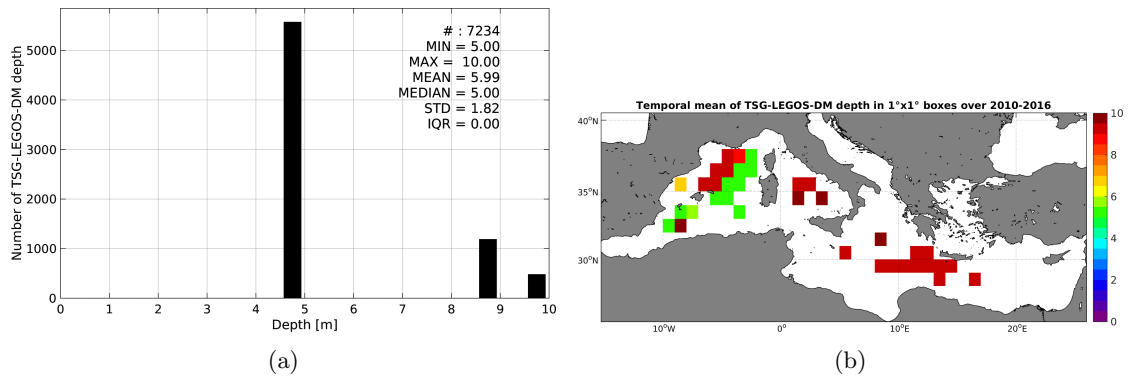 # : 7234
MIN = 5.00
MAX = 10.00
MEAN = 5.99
MEDIAN = 5.00
STD = 1.82
IQR = 0.00
Number of TSG-LEGOS-DM depth
5000
4000
3000
2000
1000
0
0 1 2 3 4 5 6 7 8 9 10
Depth [m]
(a)
Temporal mean of TSG-LEGOS-DM depth in 1°x1° boxes over 2010-2016
40°N
35°N
30°N
10°W 0° 10°E 20°E
10
8
6
4
2
0
(b)